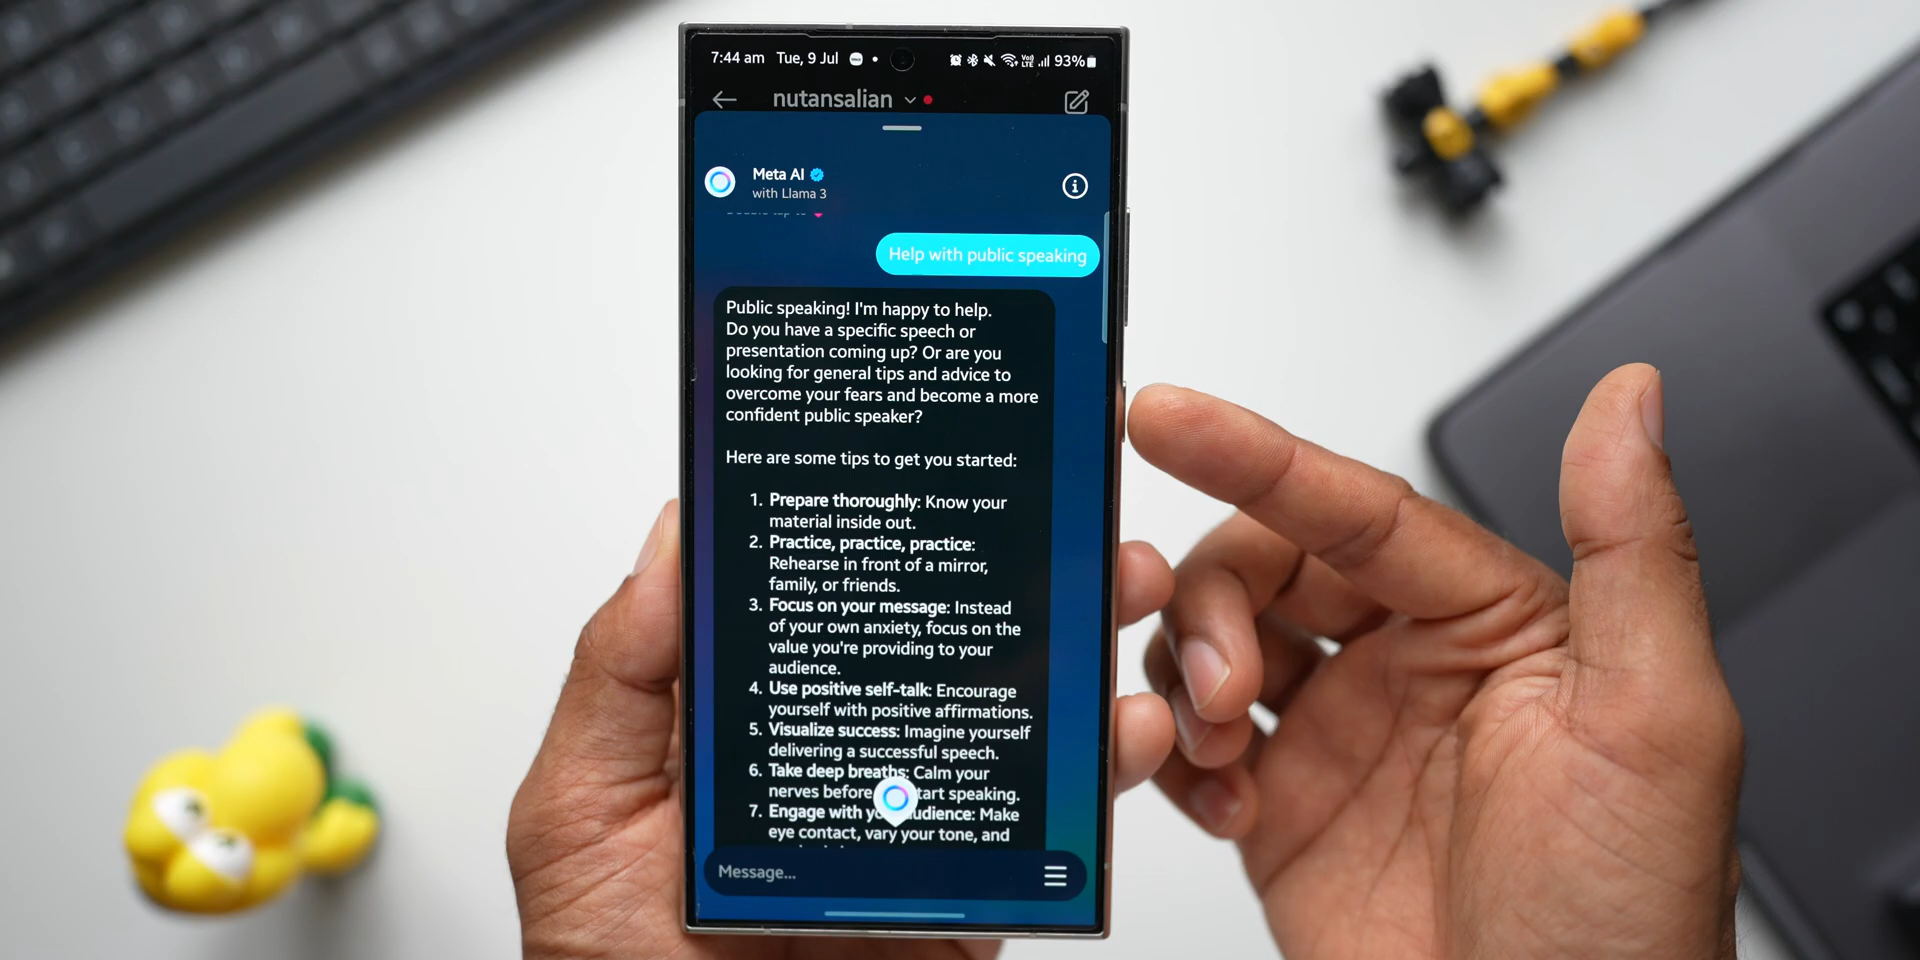 7:44 am Tue, 9 Jul 93%
nutansalian
Meta AI
with Llama 3
Help with public speaking
Public speaking! I'm happy to help.
Do you have a specific speech or
presentation coming up? Or are you
looking for general tips and advice to
overcome your fears and become a more
confident public speaker?
Here are some tips to get you started:
1. Prepare thoroughly: Know your
material inside out.
2. Practice, practice, practice:
Rehearse in front of a mirror,
family, or friends.
3. Focus on your message: Instead
of your own anxiety, focus on the
value you're providing to your
audience.
4. Use positive self-talk: Encourage
yourself with positive affirmations.
5. Visualize success: Imagine yourself
delivering a successful speech.
6. Take deep breaths: Calm your
nerves before start speaking.
7. Engage with audience: Make
eye contact, vary your tone, and
Message...